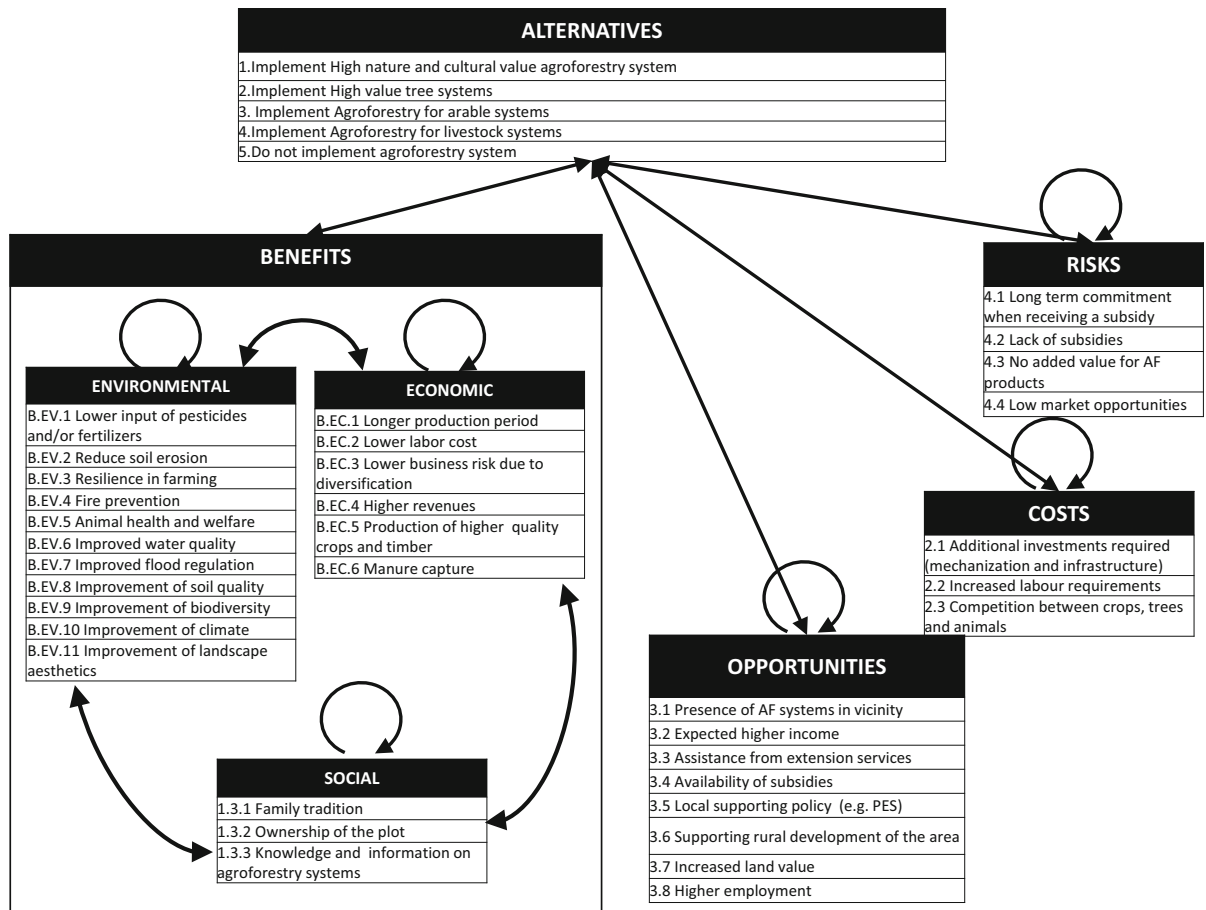 ALTERNATIVES
1.Implement High nature and cultural value agroforestry system
2.Implement High value tree systems
3. Implement Agroforestry for arable systems
4.Implement Agroforestry for livestock systems
5.Do not implement agroforestry system
BENEFITS
ENVIRONMENTAL
B.EV.1 Lower input of pesticides
and/or fertilizers
B.EV.2 Reduce soil erosion
B.EV.3 Resilience in farming
B.EV.4 Fire prevention
B.EV.5 Animal health and welfare
B.EV.6 Improved water quality
B.EV.7 Improved flood regulation
B.EV.8 Improvement of soil quality
B.EV.9 Improvement of biodiversity
B.EV.10 Improvement of climate
B.EV.11 Improvement of landscape
aesthetics
ECONOMIC
B.EC.1 Longer production period
B.EC.2 Lower labor cost
B.EC.3 Lower business risk due to
diversification
B.EC.4 Higher revenues
B.EC.5 Production of higher quality
crops and timber
B.EC.6 Manure capture
SOCIAL
1.3.1 Family tradition
1.3.2 Ownership of the plot
1.3.3 Knowledge and information on
agroforestry systems
RISKS
4.1 Long term commitment
when receiving a subsidy
4.2 Lack of subsidies
4.3 No added value for AF
products
4.4 Low market opportunities
COSTS
2.1 Additional investments required
(mechanization and infrastructure)
2.2 Increased labour requirements
2.3 Competition between crops, trees
and animals
OPPORTUNITIES
3.1 Presence of AF systems in vicinity
3.2 Expected higher income
3.3 Assistance from extension services
3.4 Availability of subsidies
3.5 Local supporting policy (e.g. PES)
3.6 Supporting rural development of the area
3.7 Increased land value
3.8 Higher employment